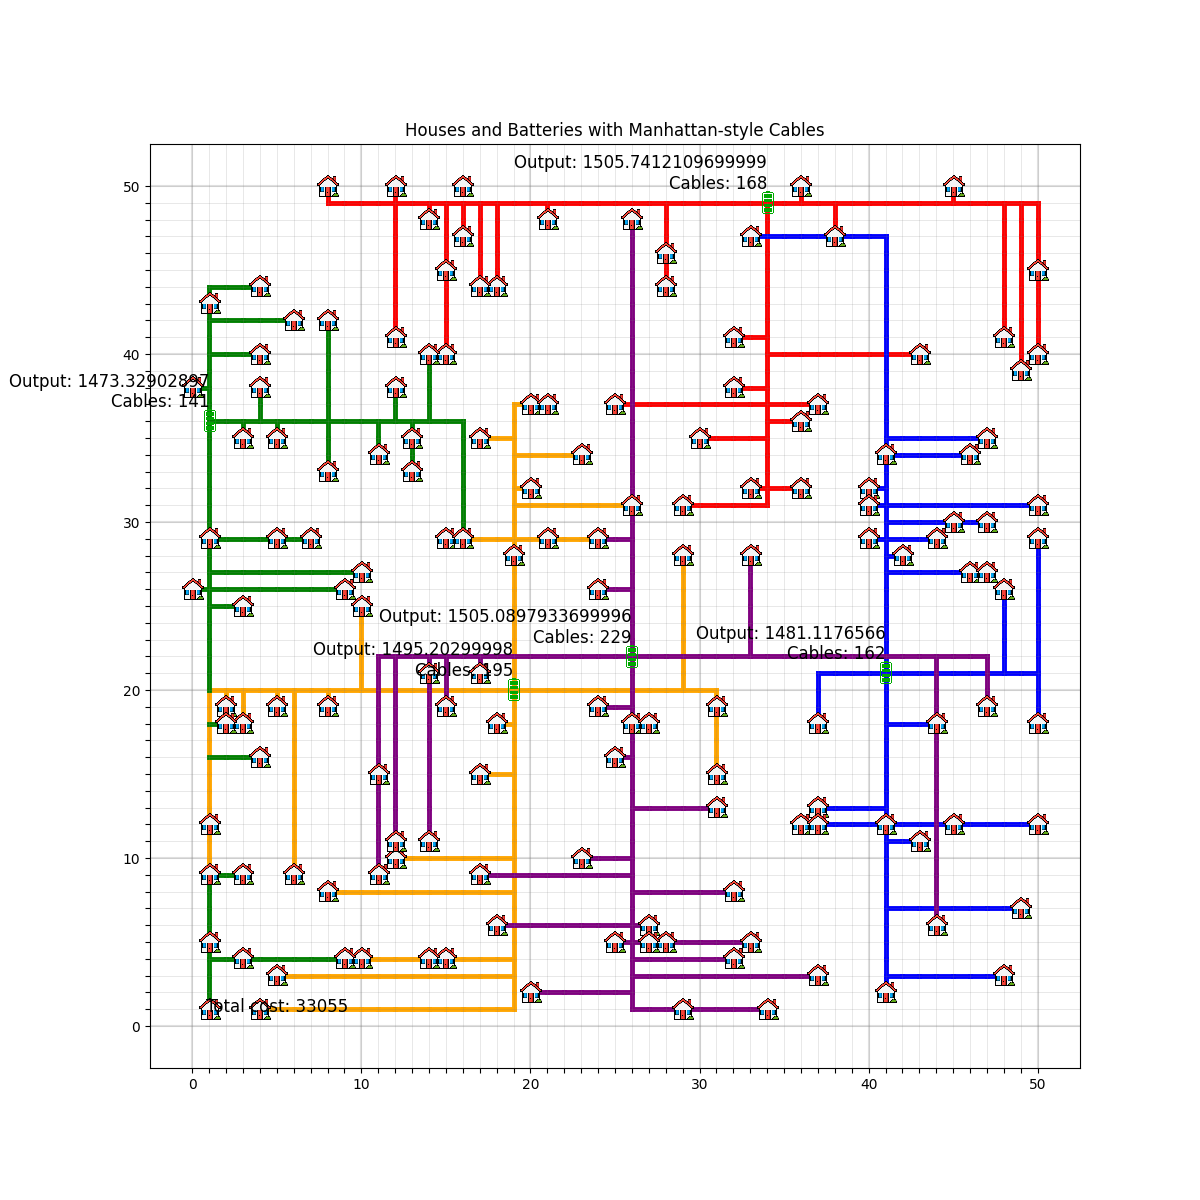 Houses and Batteries with Manhattan-style Cables
Output: 1505.7412109699999
Cables: 168
Output: 1473.32902897
Cables: 141
Output: 1505.0897933699996
Cables: 229
Output: 1481.1176566
Cables: 162
Output: 1495.20299998
Cables: 195
Total cost: 33055
50
40
30
20
10
0
0 10 20 30 40 50